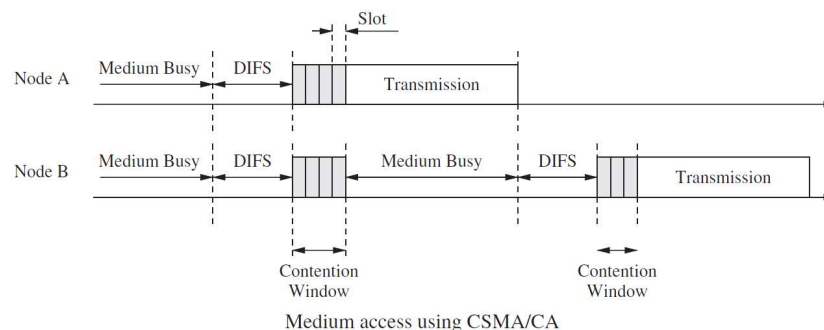 Slot
Node A
Medium Busy
DIFS
Transmission
Node B
Medium Busy
DIFS
Medium Busy
DIFS
Transmission
Contention
Window
Contention
Window
Medium access using CSMA/CA